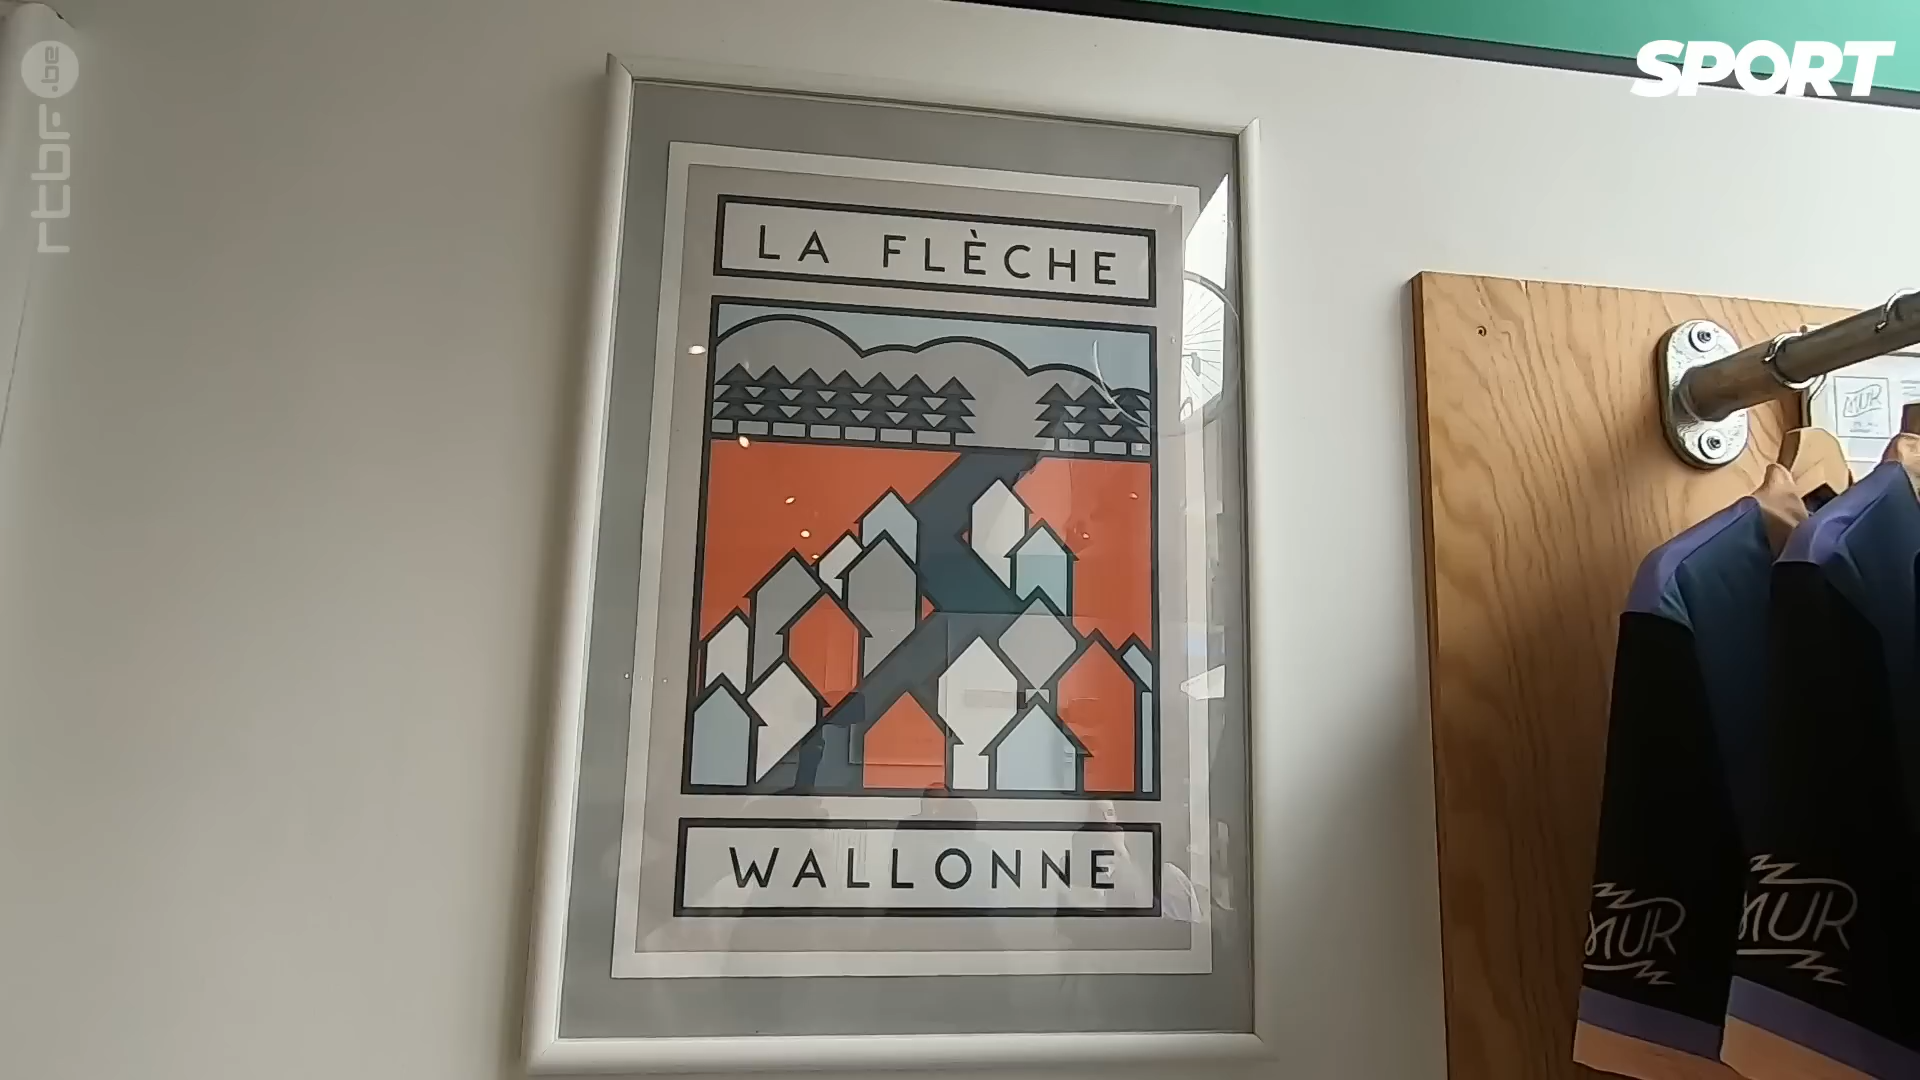 rtbf.be
SPORT
LA FLÈCHE
WALLONNE
MUR
MUR
MUR